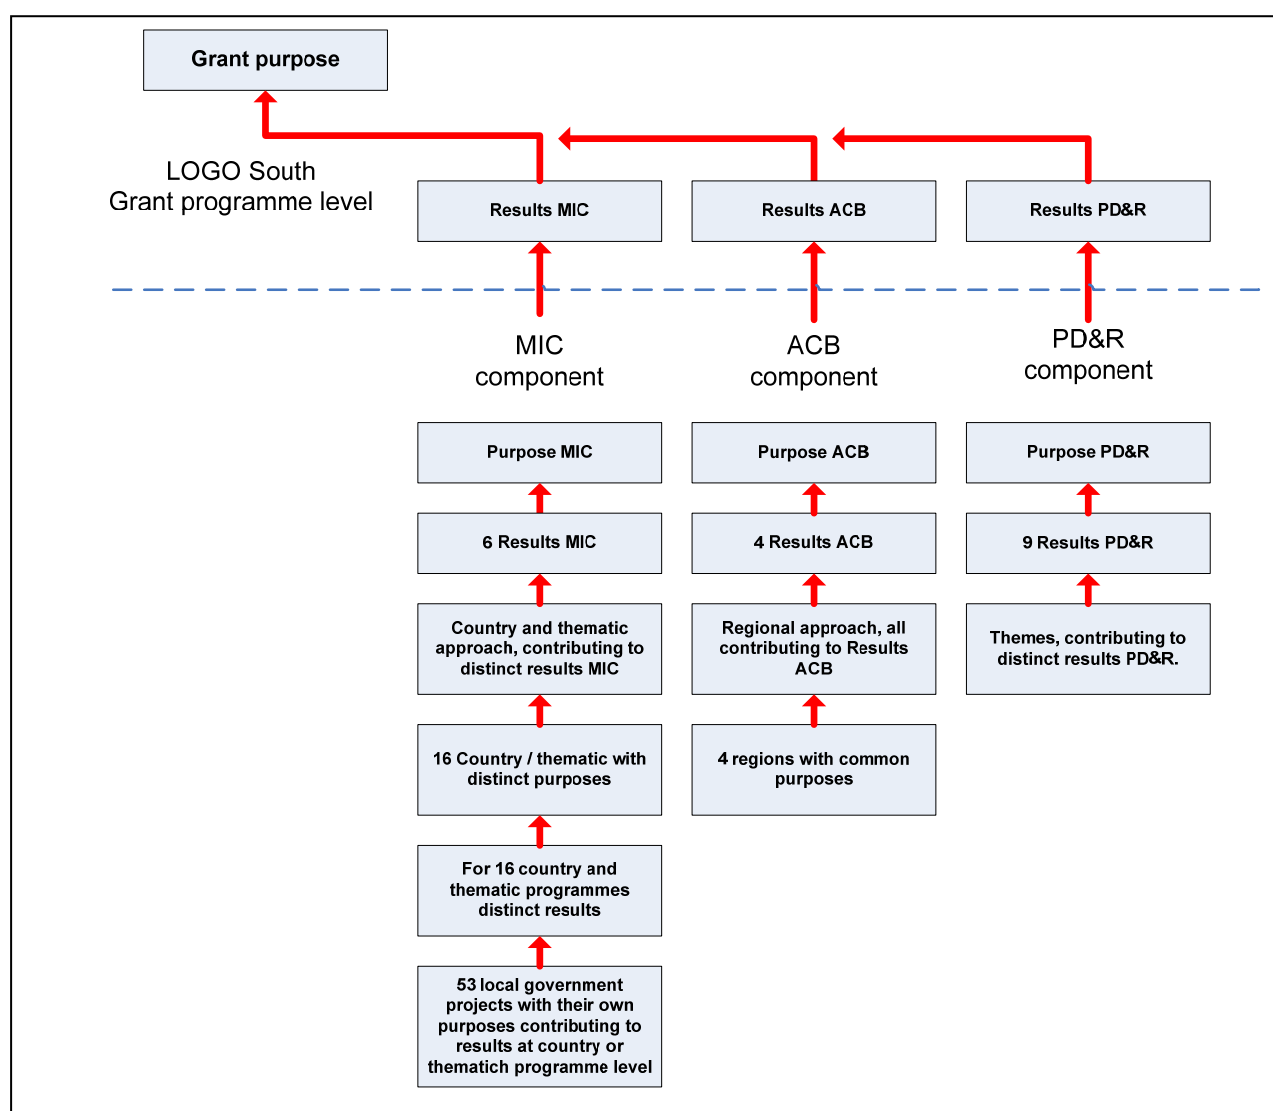 Grant purpose
LOGO South
Grant programme level
Results MIC
Results ACB
Results PD&R
MIC
component
ACB
component
PD&R
component
Purpose MIC
Purpose ACB
Purpose PD&R
6 Results MIC
4 Results ACB
9 Results PD&R
Country and thematic
approach, contributing to
distinct results MIC
Regional approach, all
contributing to Results
ACB
Themes, contributing to
distinct results PD&R.
16 Country / thematic with
distinct purposes
4 regions with common
purposes
For 16 country and
thematic programmes
distinct results
53 local government
projects with their own
purposes contributing to
results at country or
thematich programme level